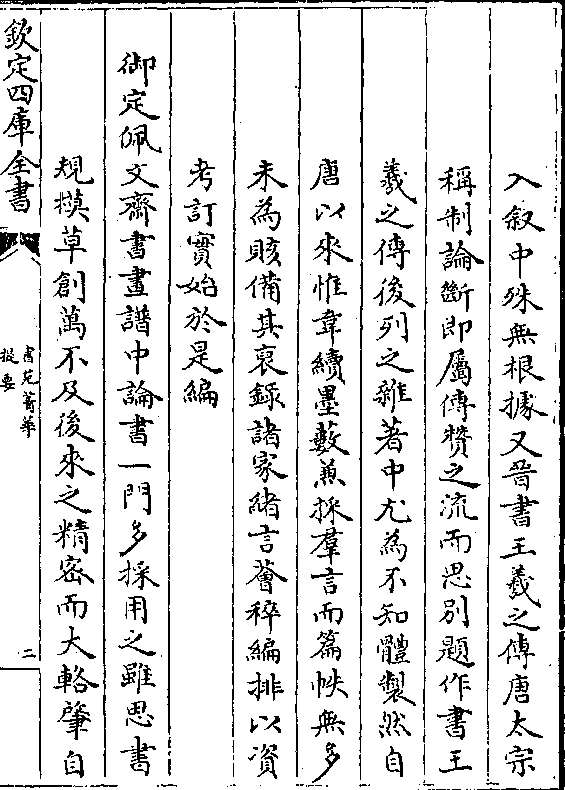 入叙中殊無根據又晉書王羲之傳唐太宗
稱制論斷即屬傳贊之流而思別題作書王
羲之傳後列之雜著中尤為不知體製然自
唐以來惟韋續墨藪兼採羣言而篇帙無多
未為賅備其裒錄諸家緒言薈稡編排以資
考訂實始於是編
御定佩文齋書畫譜中論書一門多採用之雖思書
規模草創萬不及後來之精密而大輅肇自
欽定四庫全書
書苑菁華
提要
二